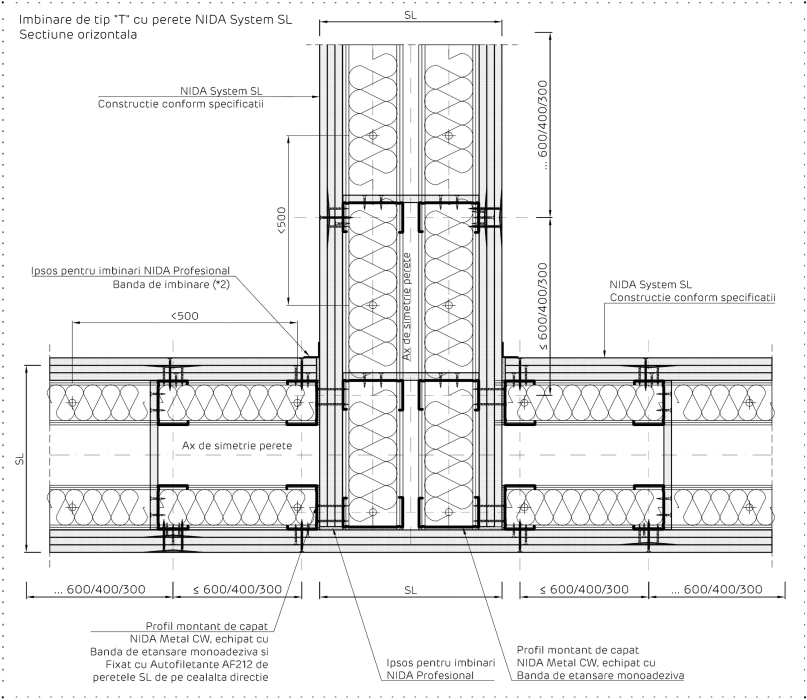 Imbinare de tip "T" cu perete NIDA System SL
Sectiune orizontala
SL
NIDA System SL
Constructie conform specificatii
... 600/400/300
<500
Ax de simetrie perete
≤ 600/400/300
Ipsos pentru imbinari NIDA Profesional
Banda de imbinare (*2)
<500
NIDA System SL
Constructie conform specificatii
SL
Ax de simetrie perete
... 600/400/300
≤ 600/400/300
SL
≤ 600/400/300
... 600/400/300
Profil montant de capat
NIDA Metal CW, echipat cu
Banda de etansare monoadeziva si
Fixat cu Autofiletante AF212 de
peretele SL de pe cealalta directie
Ipsos pentru imbinari
NIDA Profesional
Profil montant de capat
NIDA Metal CW, echipat cu
Banda de etansare monoadeziva